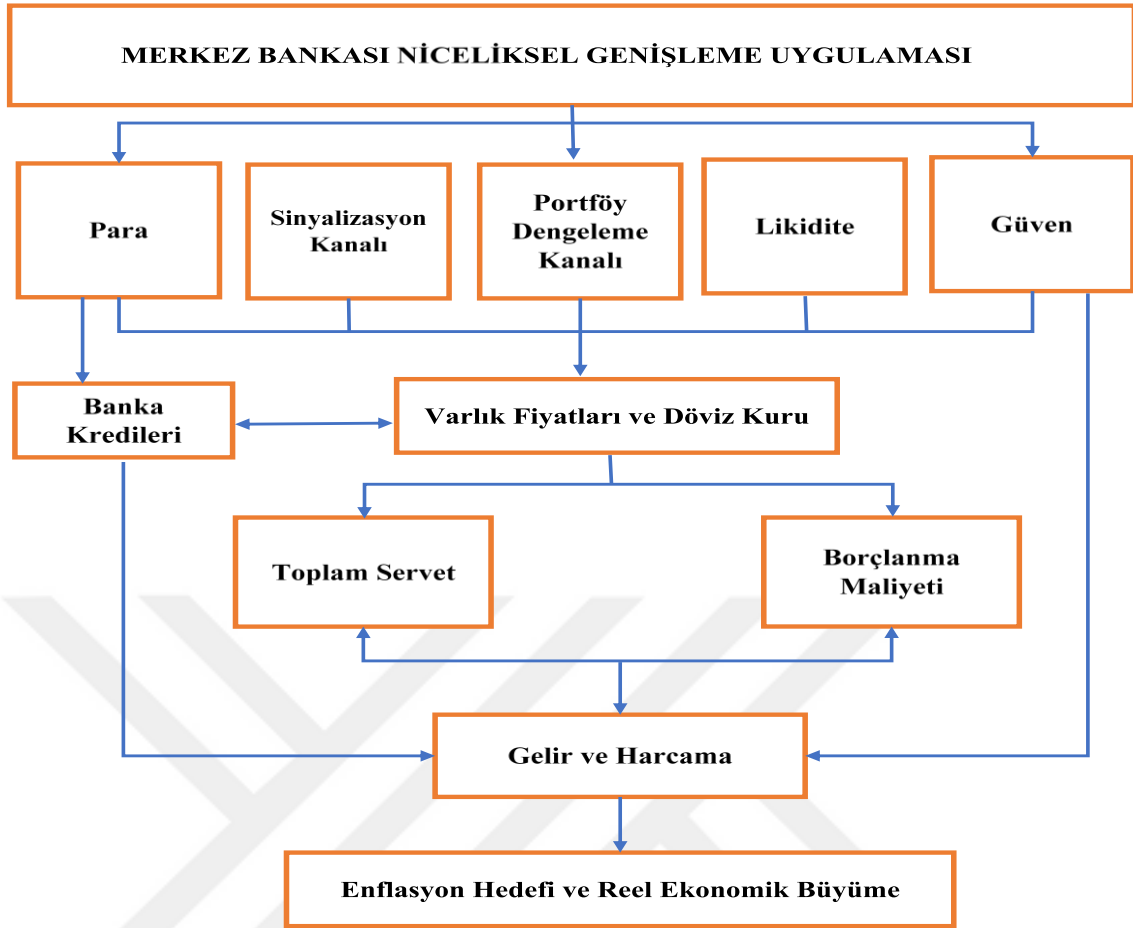 MERKEZ BANKASI NİCELİKSEL GENİŞLEME UYGULAMASI
Para
Sinyalizasyon
Kanalı
Portföy
Dengeleme
Kanalı
Likidite
Güven
Banka
Kredileri
Varlık Fiyatları ve Döviz Kuru
Toplam Servet
Borçlanma
Maliyeti
Gelir ve Harcama
Enflasyon Hedefi ve Reel Ekonomik Büyüme